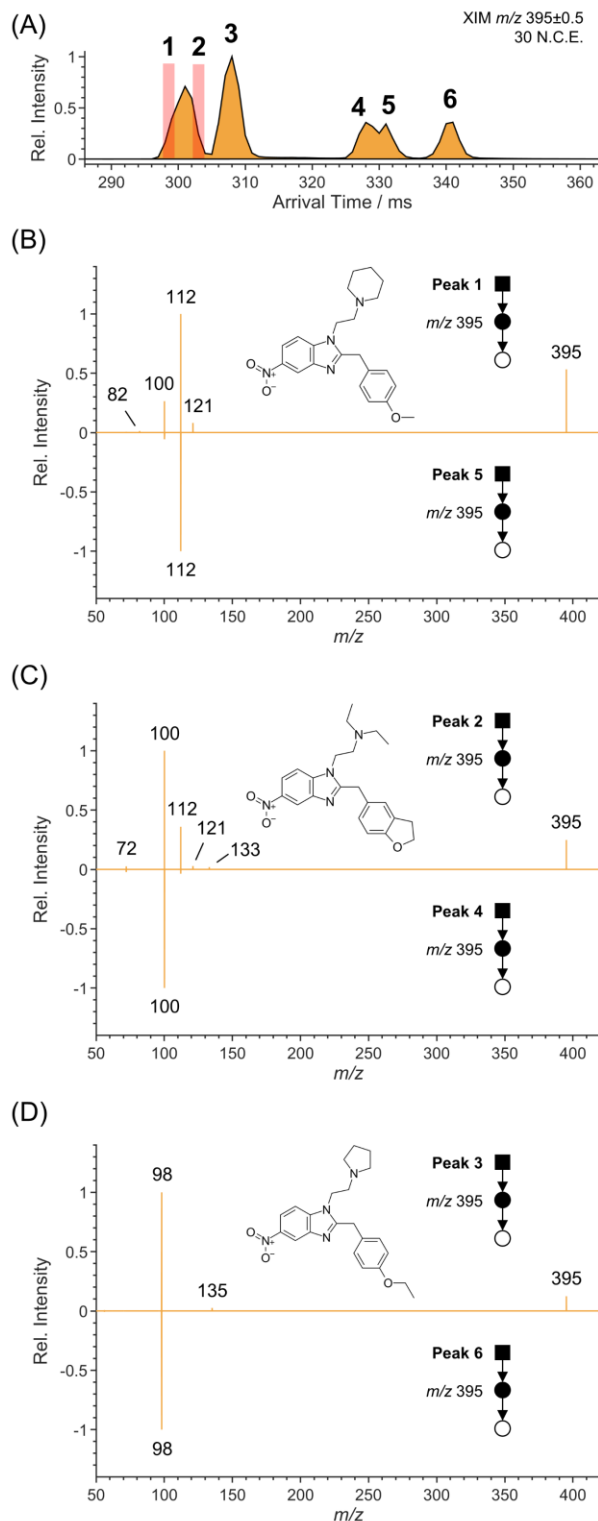 (A)
XIM m/z 395±0.5
30 N.C.E.
1 2 3 4 5 6
Rel. Intensity
1
0.5
0
290 300 310 320 330 340 350 360
Arrival Time / ms
(B)
Rel. Intensity
Rel. Intensity
1
0.5
0
-0.5
-1
82
100
112
121
395
112
N
N
N
O
N+
O−
O
Peak 1
m/z 395
Peak 5
m/z 395
50 100 150 200 250 300 350 400
m/z
(C)
Rel. Intensity
Rel. Intensity
1
0.5
0
-0.5
-1
72
100
112
121
133
395
100
N
N
N
O
N+
O−
O
Peak 2
m/z 395
Peak 4
m/z 395
50 100 150 200 250 300 350 400
m/z
(D)
Rel. Intensity
Rel. Intensity
1
0.5
0
-0.5
-1
98
135
395
98
N
N
N
O
N+
O−
O
Peak 3
m/z 395
Peak 6
m/z 395
50 100 150 200 250 300 350 400
m/z